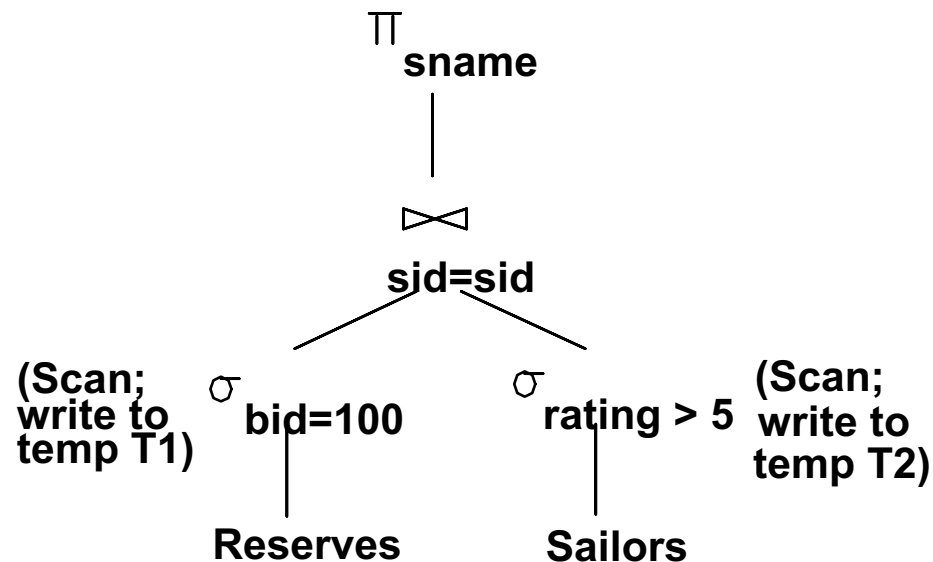 π sname
⋈
sid=sid
(Scan;
write to
temp T1)
σ bid=100
σ rating > 5
(Scan;
write to
temp T2)
Reserves
Sailors